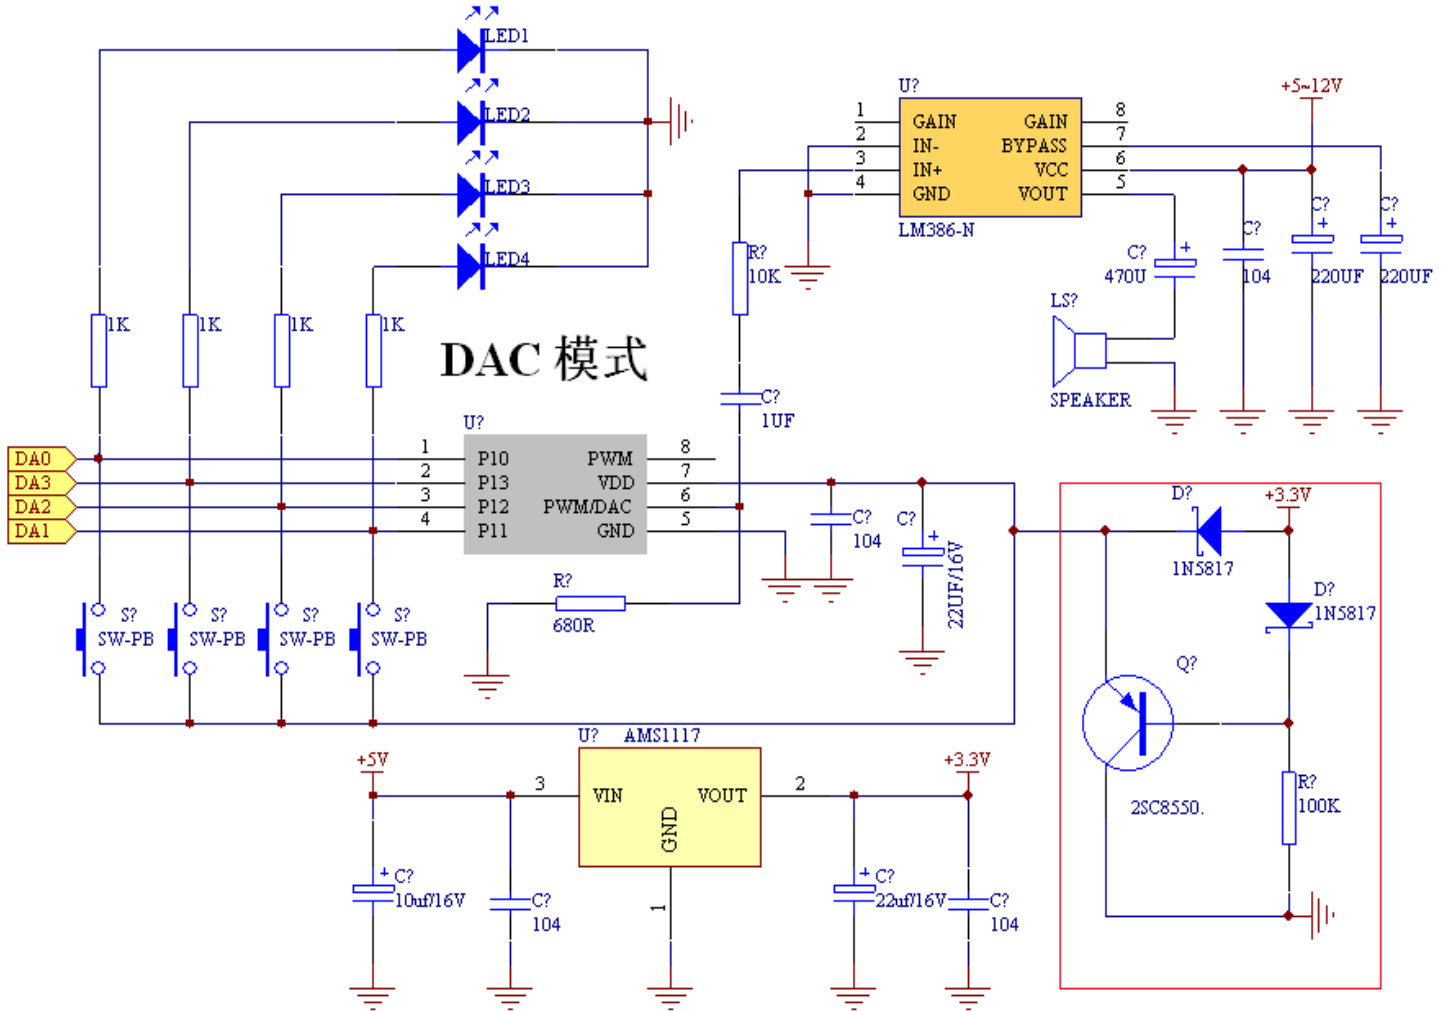 LED1
LED2
LED3
LED4
1K
1K
1K
1K
DAC 模式
U?
1
2
3
4
GAIN
IN-
IN+
GND
GAIN
BYPASS
VCC
VOUT
8
7
6
5
LM386-N
+5~12V
R?
10K
C?
1UF
C?
470U
C?
104
C?
220UF
C?
220UF
LS?
SPEAKER
DA0
DA3
DA2
DA1
U?
1
2
3
4
P10
P13
P12
P11
PWM
VDD
PWM/DAC
GND
8
7
6
5
C?
104
C?
22UF/16V
R?
680R
S?
SW-PB
S?
SW-PB
S?
SW-PB
S?
SW-PB
D?
1N5817
+3.3V
D?
1N5817
Q?
2SC8550.
R?
100K
U?
AMS1117
+5V
3
VIN
VOUT
GND
2
1
+3.3V
C?
10uf/16V
C?
104
C?
22uf/16V
C?
104